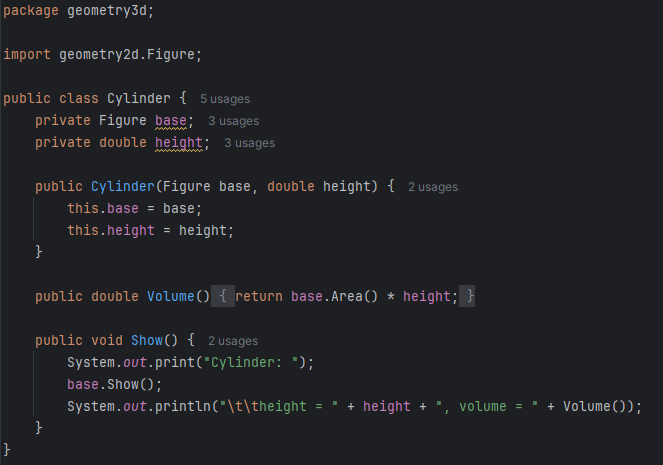 package geometry3d;
import geometry2d.Figure;
public class Cylinder { 5 usages
private Figure base; 3 usages
private double height; 3 usages
public Cylinder(Figure base, double height) { 2 usages
this.base = base;
this.height = height;
}
public double Volume() { return base.Area() * height; }
public void Show() { 2 usages
System.out.print("Cylinder: ");
base.Show();
System.out.println("\t\theight = " + height + ", volume = " + Volume());
}
}